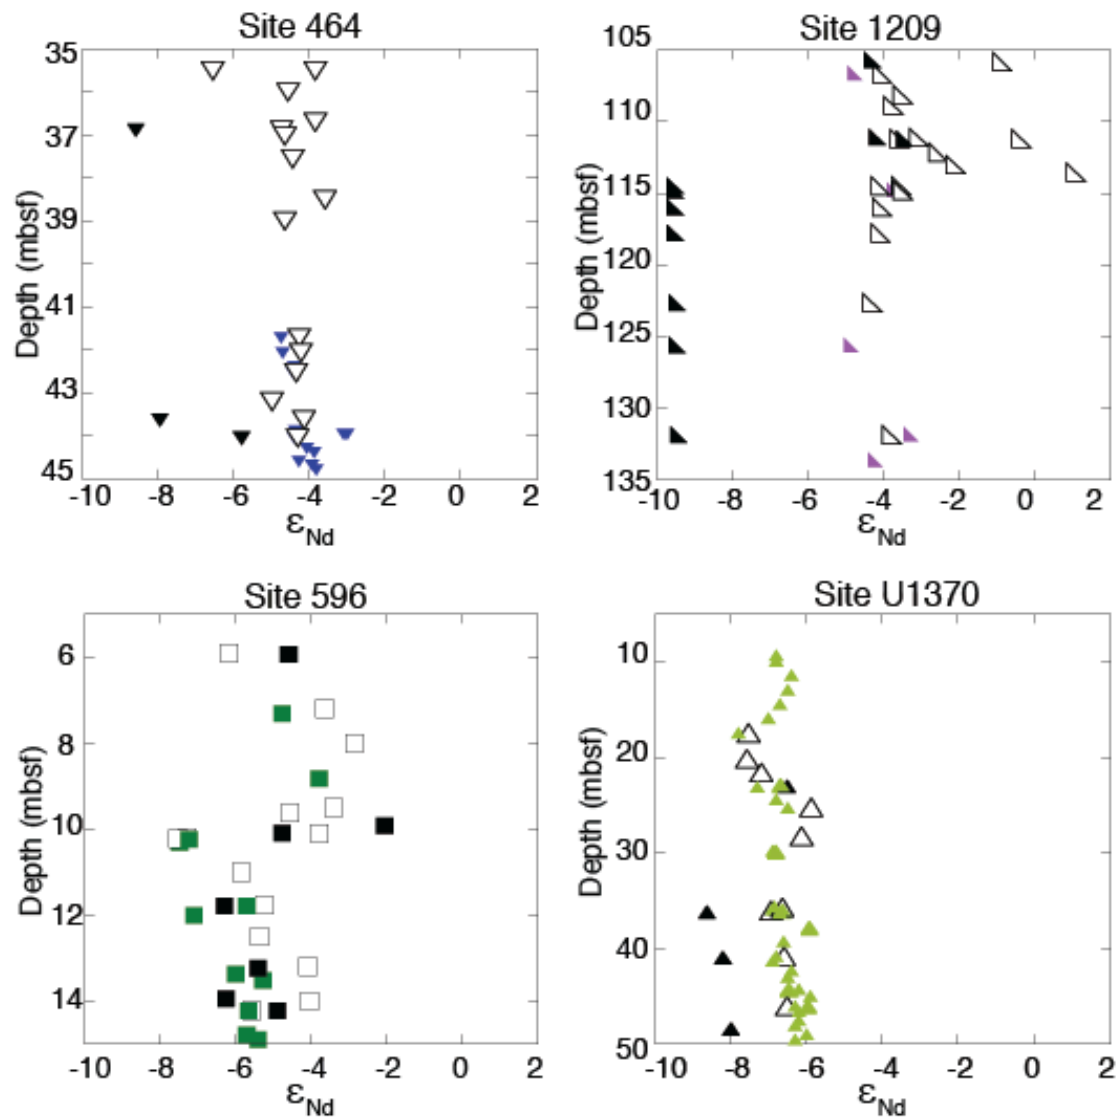 Site 464
35
37
39
41
43
45
Depth (mbsf)
-10 -8 -6 -4 -2 0 2
εNd
Site 1209
105
110
115
120
125
130
135
Depth (mbsf)
-10 -8 -6 -4 -2 0 2
εNd
Site 596
6
8
10
12
14
Depth (mbsf)
-10 -8 -6 -4 -2 0 2
εNd
Site U1370
10
20
30
40
50
Depth (mbsf)
-10 -8 -6 -4 -2 0 2
εNd